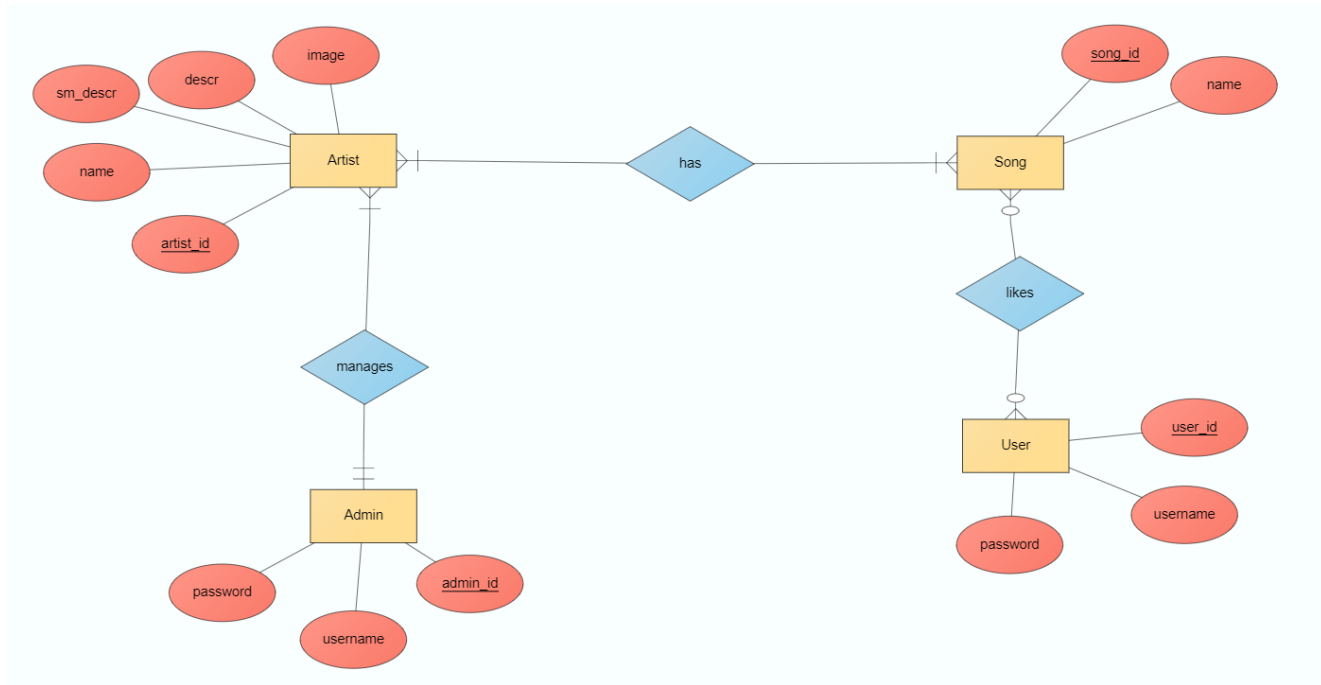 image
song_id
descr
name
sm_descr
Artist
has
Song
name
artist_id
likes
manages
user_id
User
Admin
username
password
password
admin_id
username